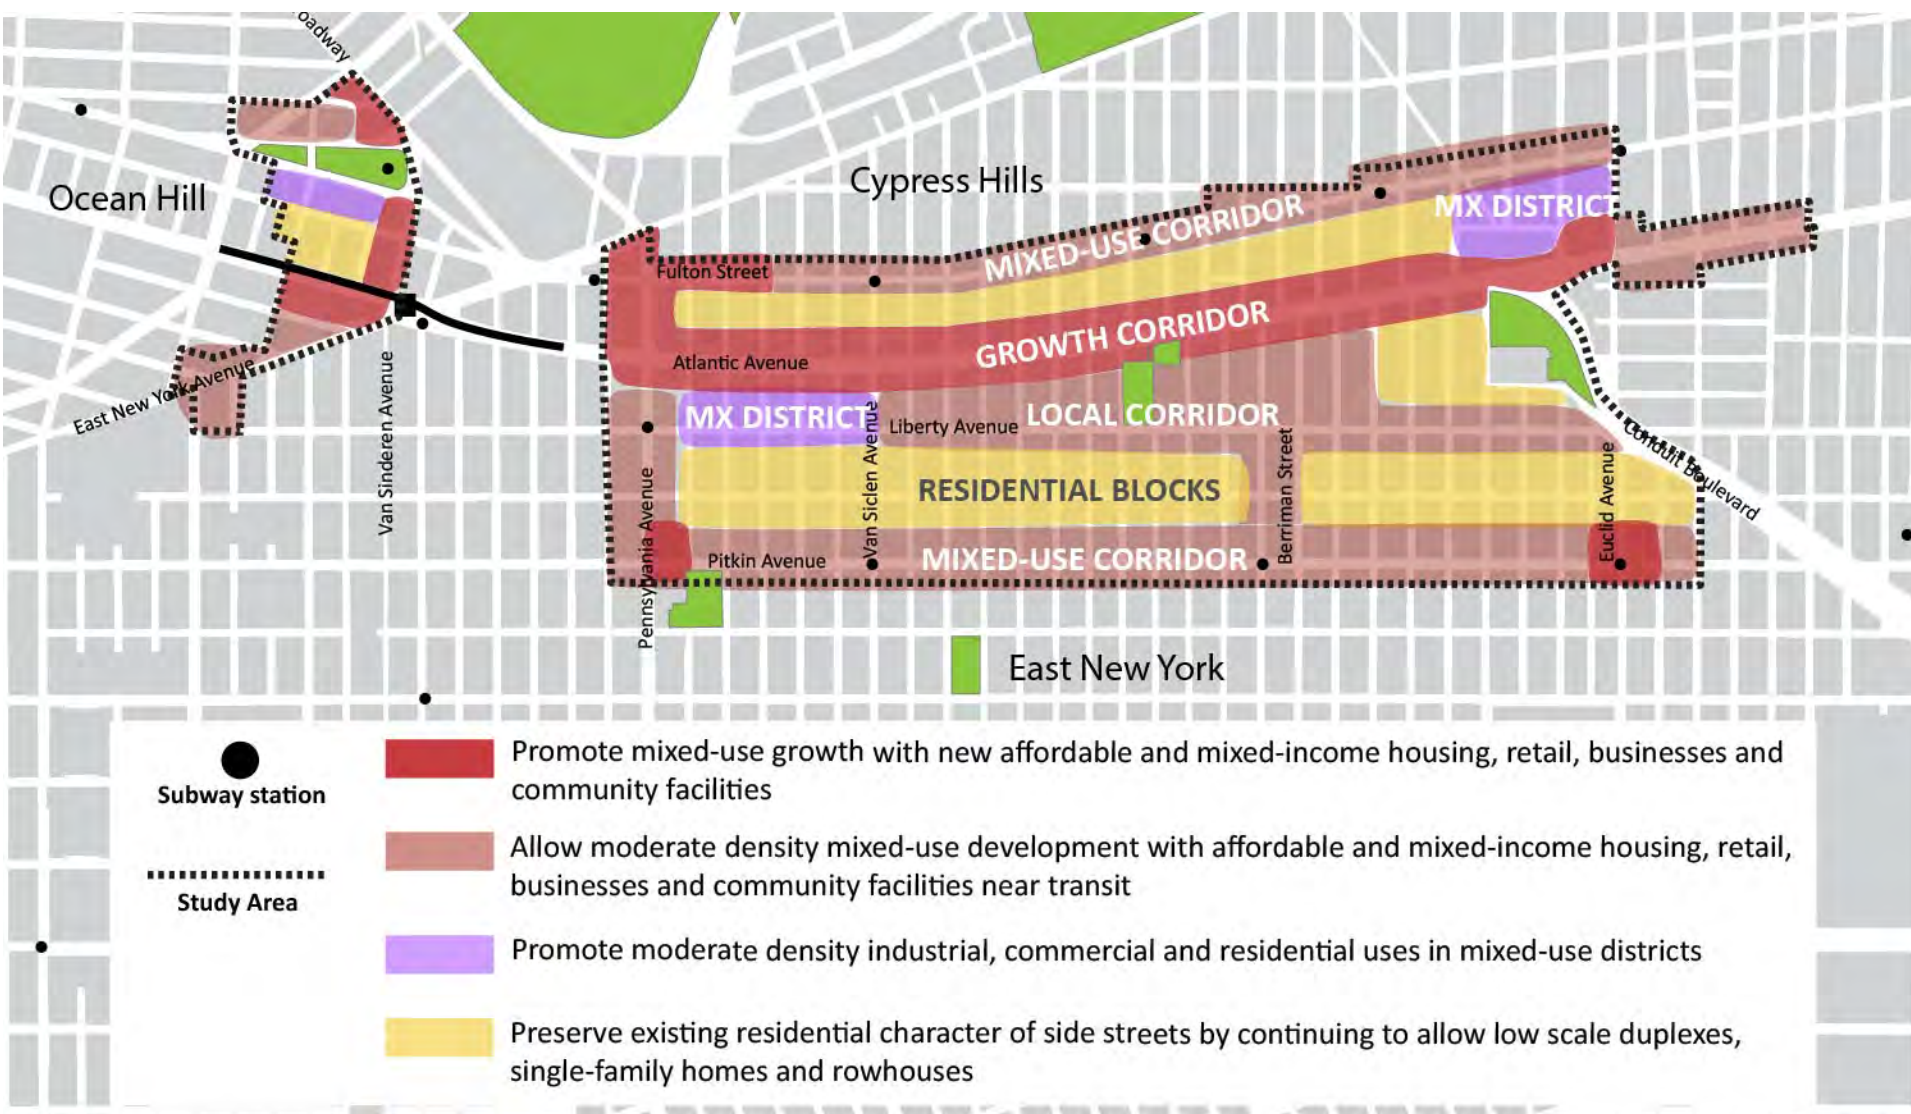 roadway
Ocean Hill
Cypress Hills
MX DISTRICT
MIXED-USE CORRIDOR
Fulton Street
GROWTH CORRIDOR
Atlantic Avenue
East New York Avenue
Van Sinderen Avenue
MX DISTRICT
LOCAL CORRIDOR
Liberty Avenue
Van Siclen Avenue
Berriman Street
Euclid Avenue
Conduit Boulevard
RESIDENTIAL BLOCKS
Pennsylvania Avenue
Pitkin Avenue
MIXED-USE CORRIDOR
East New York
Subway station
Study Area
Promote mixed-use growth with new affordable and mixed-income housing, retail, businesses and
community facilities
Allow moderate density mixed-use development with affordable and mixed-income housing, retail,
businesses and community facilities near transit
Promote moderate density industrial, commercial and residential uses in mixed-use districts
Preserve existing residential character of side streets by continuing to allow low scale duplexes,
single-family homes and rowhouses